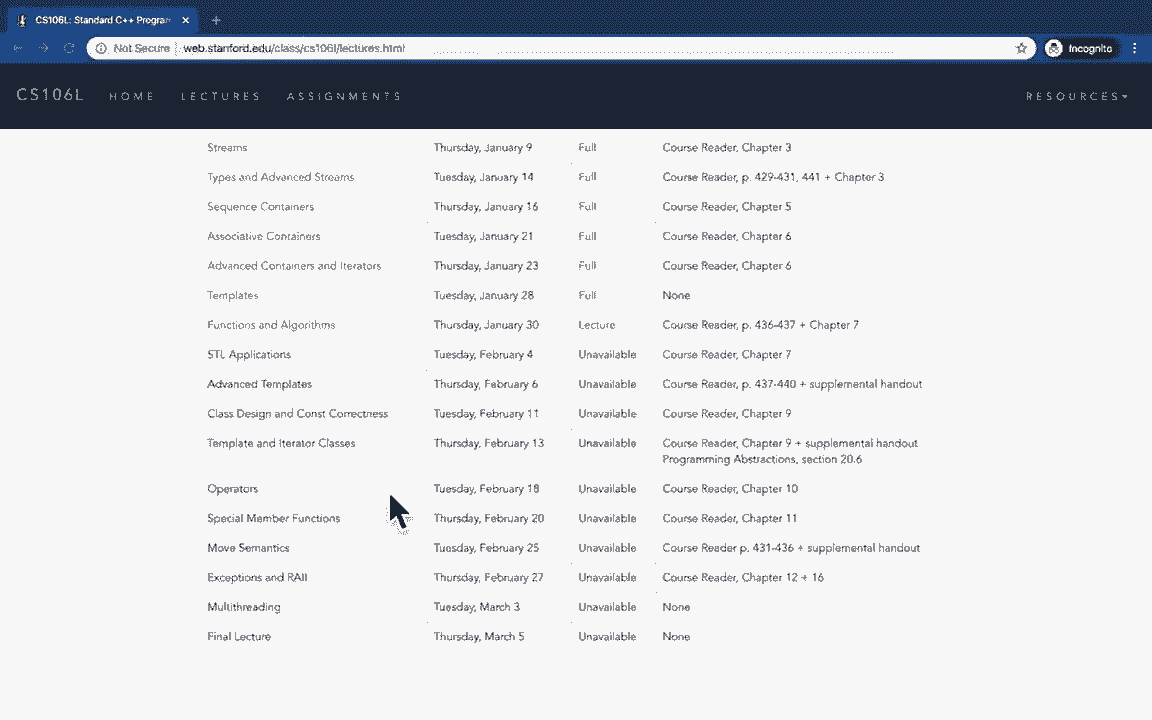 CS106L: Standard C++ Program
Not Secure web.stanford.edu/class/cs106l/lectures.html Incognito
CS106L HOME LECTURES ASSIGNMENTS RESOURCES
Streams Thursday, January 9 Full Course Reader, Chapter 3
Types and Advanced Streams Tuesday, January 14 Full Course Reader, p. 429-431, 441 + Chapter 3
Sequence Containers Thursday, January 16 Full Course Reader, Chapter 5
Associative Containers Tuesday, January 21 Full Course Reader, Chapter 6
Advanced Containers and Iterators Thursday, January 23 Full Course Reader, Chapter 6
Templates Tuesday, January 28 Full None
Functions and Algorithms Thursday, January 30 Lecture Course Reader, p. 436-437 + Chapter 7
STL Applications Tuesday, February 4 Unavailable Course Reader, Chapter 7
Advanced Templates Thursday, February 6 Unavailable Course Reader, p. 437-440 + supplemental handout
Class Design and Const Correctness Tuesday, February 11 Unavailable Course Reader, Chapter 9
Template and Iterator Classes Thursday, February 13 Unavailable Course Reader, Chapter 9 + supplemental handout
Programming Abstractions, section 20.6
Operators Tuesday, February 18 Unavailable Course Reader, Chapter 10
Special Member Functions Thursday, February 20 Unavailable Course Reader, Chapter 11
Move Semantics Tuesday, February 25 Unavailable Course Reader p. 431-436 + supplemental handout
Exceptions and RAII Thursday, February 27 Unavailable Course Reader, Chapter 12 + 16
Multithreading Tuesday, March 3 Unavailable None
Final Lecture Thursday, March 5 Unavailable None